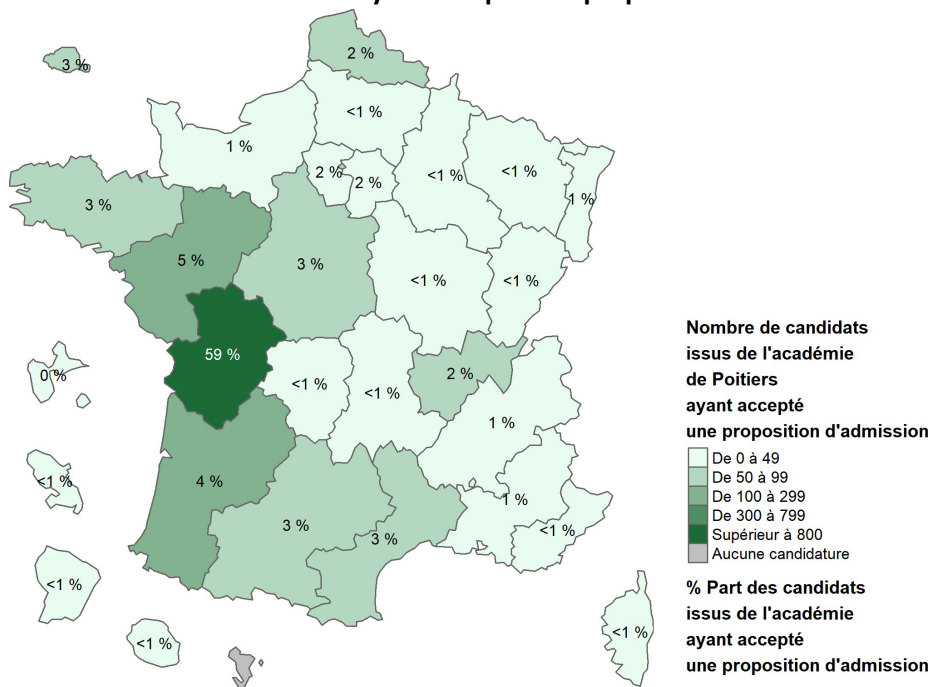 2 %
3 %
<1 %
1 %
2 %
2 %
<1 %
<1 %
1 %
3 %
5 %
3 %
<1 %
<1 %
59 %
0 %
<1 %
<1 %
2 %
1 %
<1 %
4 %
3 %
3 %
1 %
<1 %
<1 %
<1 %
<1 %
Nombre de candidats
issus de l'académie
de Poitiers
ayant accepté
une proposition d'admission
De 0 à 49
De 50 à 99
De 100 à 299
De 300 à 799
Supérieur à 800
Aucune candidature
% Part des candidats
issus de l'académie
ayant accepté
une proposition d'admission